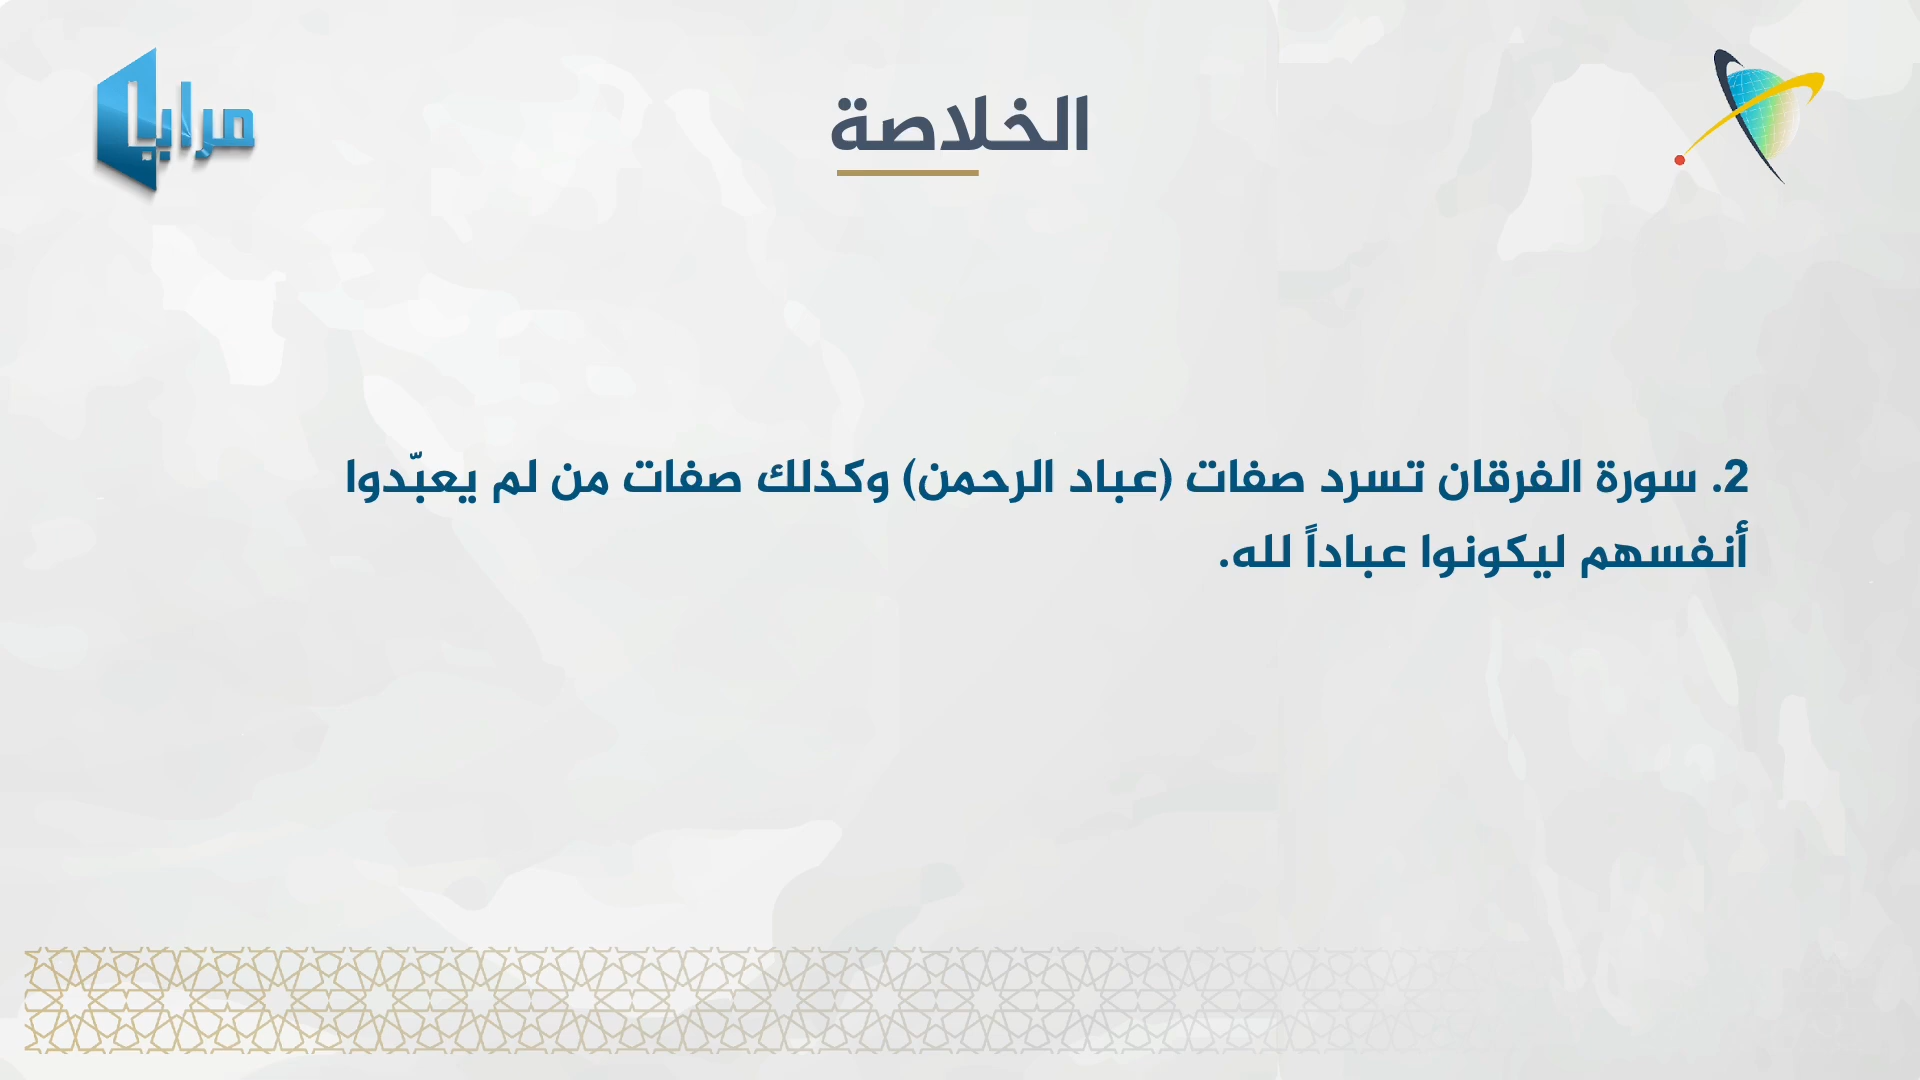 مرايا
الخلاصة
2. سورة الفرقان تسرد صفات (عباد الرحمن) وكذلك صفات من لم يعبّدوا
أنفسهم ليكونوا عباداً لله.